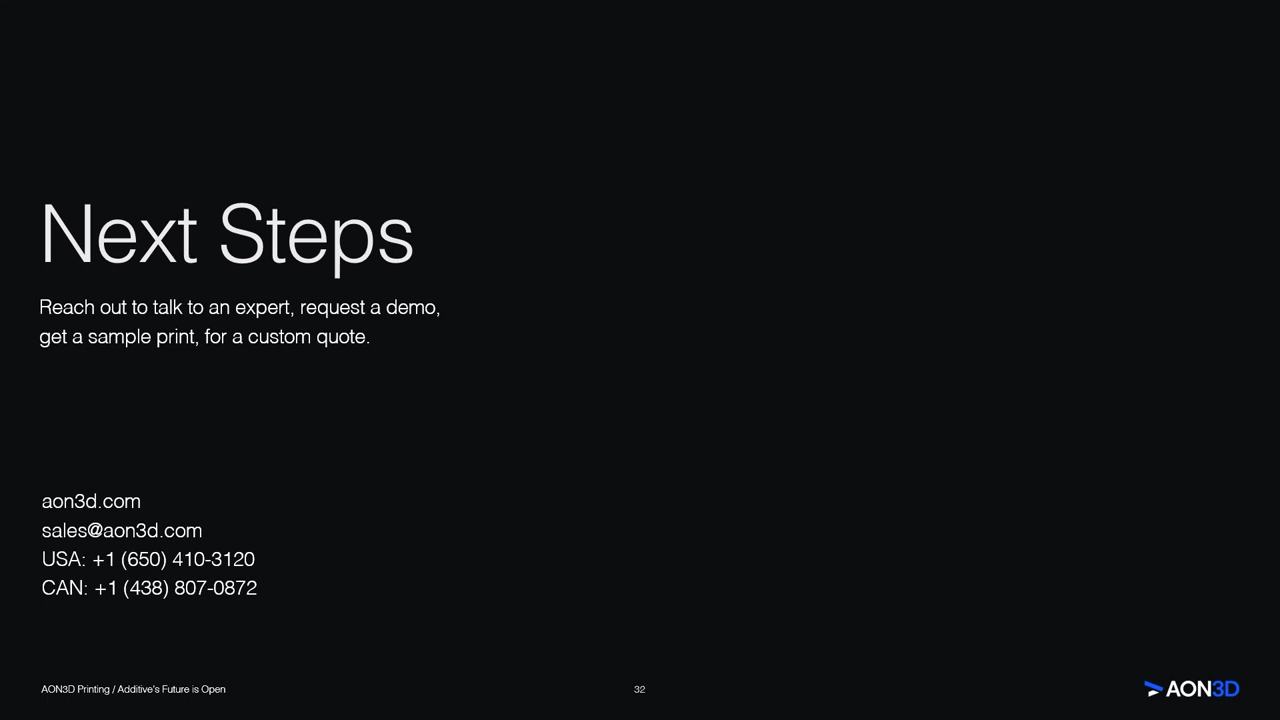 Next Steps
Reach out to talk to an expert, request a demo,
get a sample print, for a custom quote.
aon3d.com
sales@aon3d.com
USA: +1 (650) 410-3120
CAN: +1 (438) 807-0872
AON3D Printing / Additive's Future is Open
32
AON3D